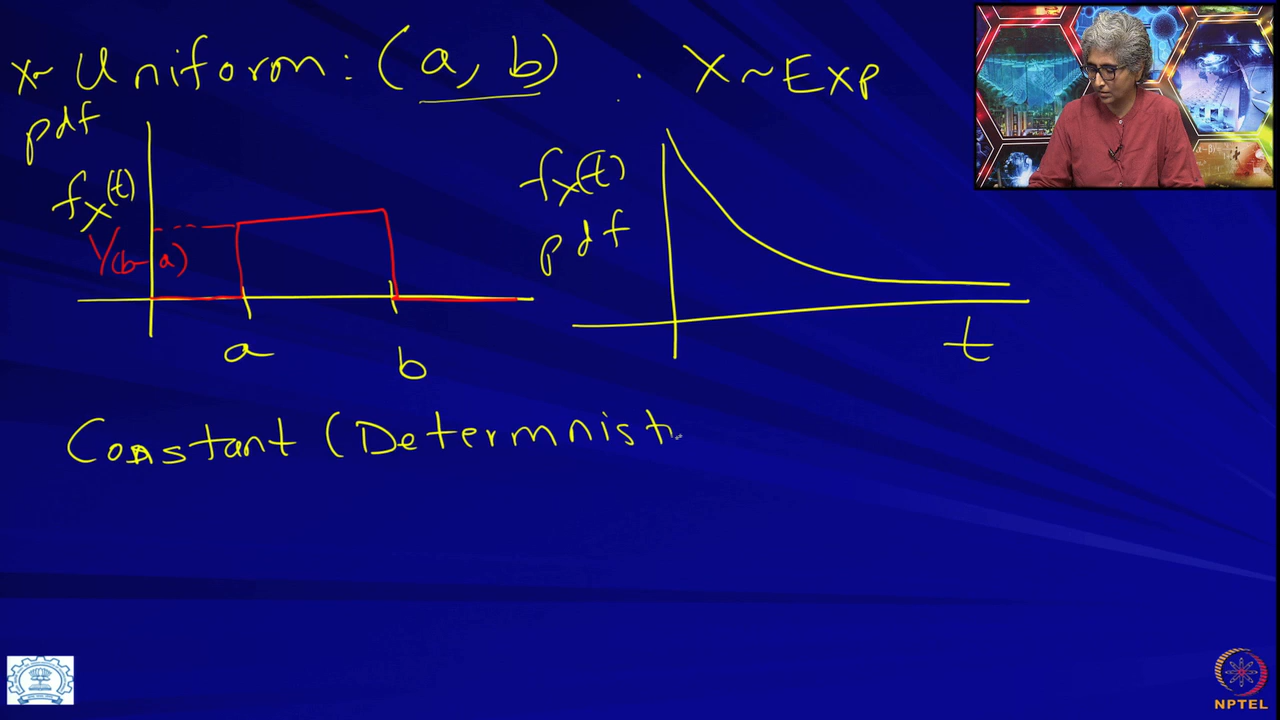 X~ Uniform: (a, b) . X ~ Exp
pdf
fX(t)
1/(b-a)
a
b
fX(t)
pdf
t
Constant (Determnist
NPTEL